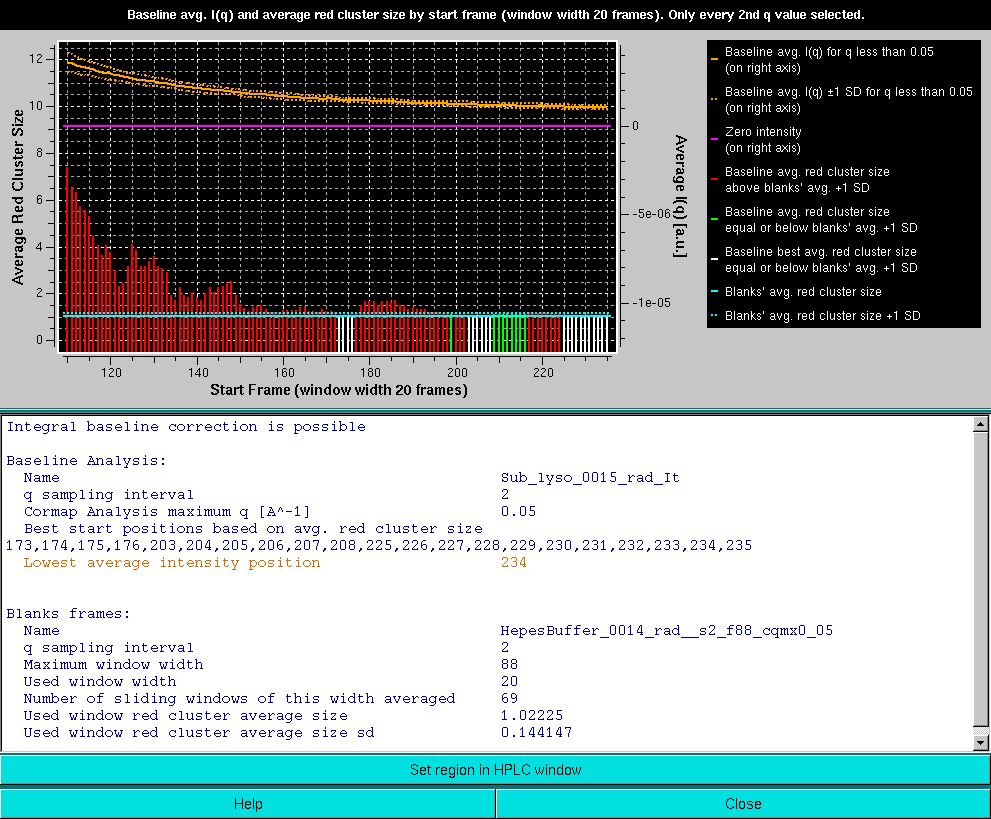 Baseline avg. I(q) and average red cluster size by start frame (window width 20 frames). Only every 2nd q value selected.
Average Red Cluster Size
12
10
8
6
4
2
0
0
-5e-06
-1e-05
Average I(q) [a.u.]
120
140
160
180
200
220
Start Frame (window width 20 frames)
Baseline avg. I(q) for q less than 0.05
(on right axis)
Baseline avg. I(q) ±1 SD for q less than 0.05
(on right axis)
Zero intensity
(on right axis)
Baseline avg. red cluster size
above blanks' avg. +1 SD
Baseline avg. red cluster size
equal or below blanks' avg. +1 SD
Baseline best avg. red cluster size
equal or below blanks' avg. +1 SD
Blanks' avg. red cluster size
Blanks' avg. red cluster size +1 SD
Integral baseline correction is possible
Baseline Analysis:
Name Sub_lyso_0015_rad_It
q sampling interval 2
Cormap Analysis maximum q [A^-1] 0.05
Best start positions based on avg. red cluster size
173,174,175,176,203,204,205,206,207,208,225,226,227,228,229,230,231,232,233,234,235
Lowest average intensity position 234
Blanks frames:
Name HepesBuffer_0014_rad__s2_f88_cqmx0_05
q sampling interval 2
Maximum window width 88
Used window width 20
Number of sliding windows of this width averaged 69
Used window red cluster average size 1.02225
Used window red cluster average size sd 0.144147
Set region in HPLC window
Help
Close